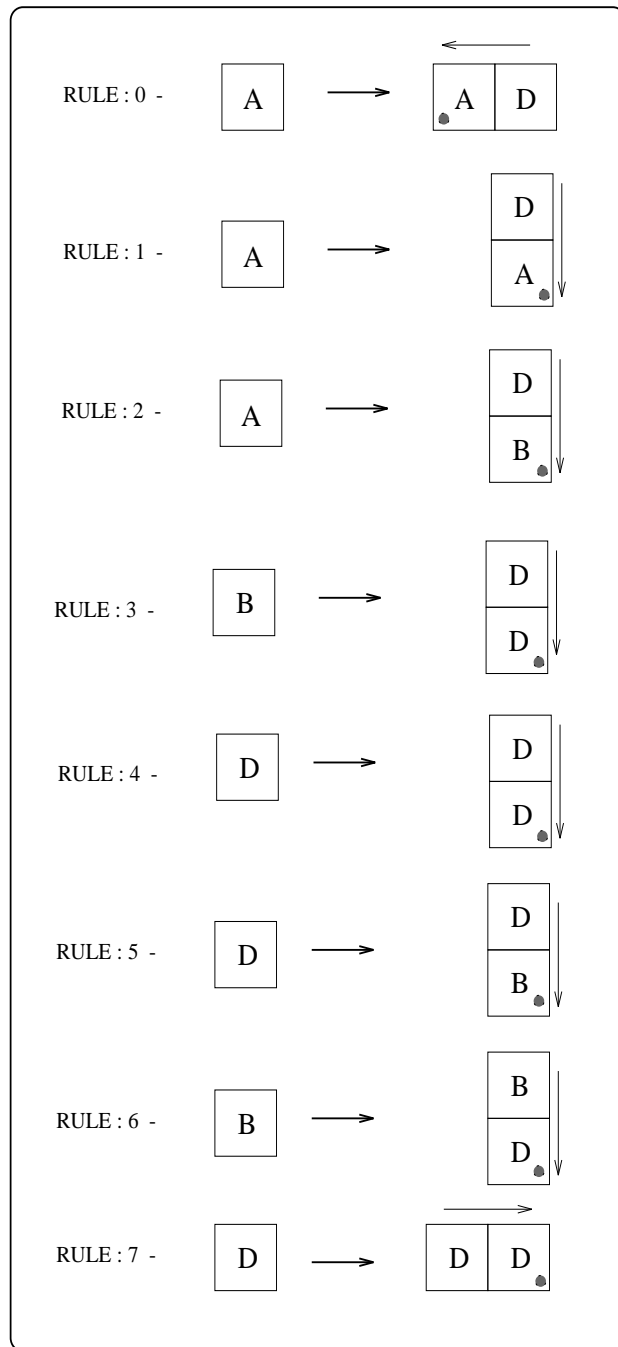 RULE : 0 - A A D
D
RULE : 1 - A
A
D
RULE : 2 - A
B
D
RULE : 3 - B
D
D
RULE : 4 - D
D
D
RULE : 5 - D
B
B
RULE : 6 - B
D
RULE : 7 - D D D